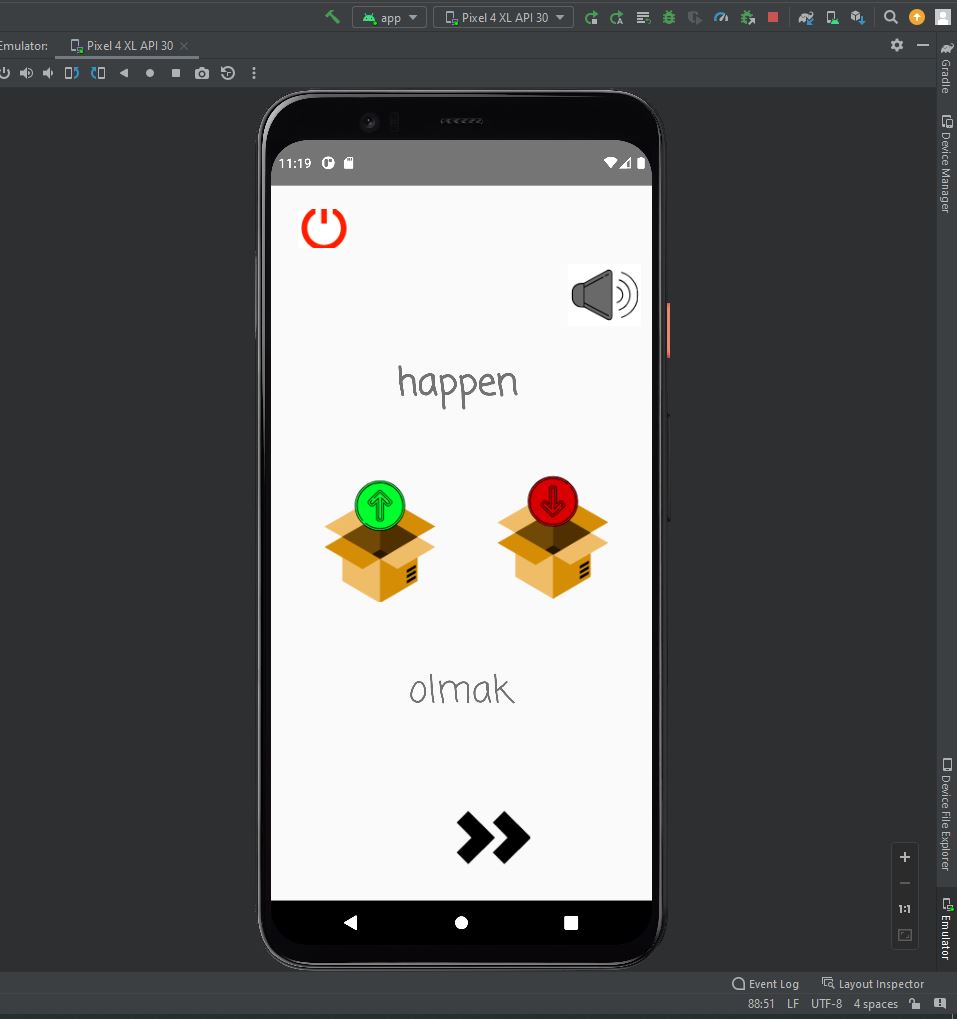 app
Pixel 4 XL API 30
Emulator:
Pixel 4 XL API 30
Gradle
Device Manager
11:19
happen
olmak
Device File Explorer
1:1
Emulator
Event Log
Layout Inspector
88:51
LF
UTF-8
4 spaces